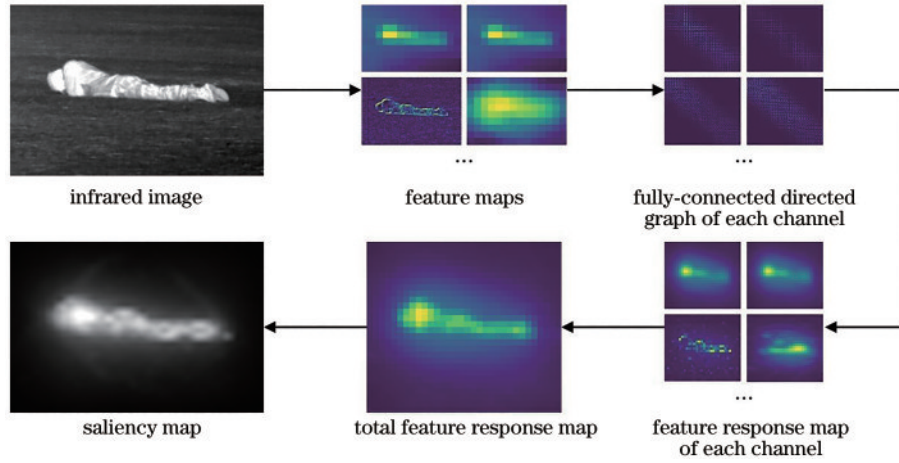 ...
...
infrared image
feature maps
fully-connected directed
graph of each channel
...
saliency map
total feature response map
feature response map
of each channel